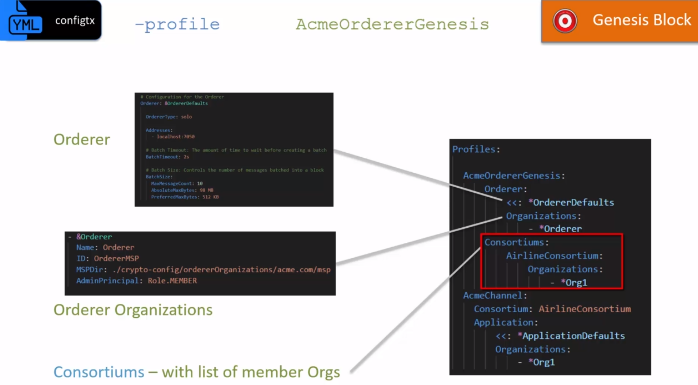 YML
configtx
–profile
AcmeOrdererGenesis
Genesis Block
Orderer
# Configuration for the Orderer
Orderer: &OrdererDefaults
OrdererType: solo
Addresses:
- localhost:7050
# Batch Timeout: The amount of time to wait before creating a batch
BatchTimeout: 2s
# Batch Size: Controls the number of messages batched into a block
BatchSize:
MaxMessageCount: 10
AbsoluteMaxBytes: 98 MB
PreferredMaxBytes: 512 KB
- &Orderer
Name: Orderer
ID: OrdererMSP
MSPDir: ./crypto-config/ordererOrganizations/acme.com/msp
AdminPrincipal: Role.MEMBER
Orderer Organizations
Consortiums – with list of member Orgs
Profiles:
AcmeOrdererGenesis:
Orderer:
<<: *OrdererDefaults
Organizations:
- *Orderer
Consortiums:
AirlineConsortium:
Organizations:
- *Org1
AcmeChannel:
Consortium: AirlineConsortium
Application:
<<: *ApplicationDefaults
Organizations:
- *Org1